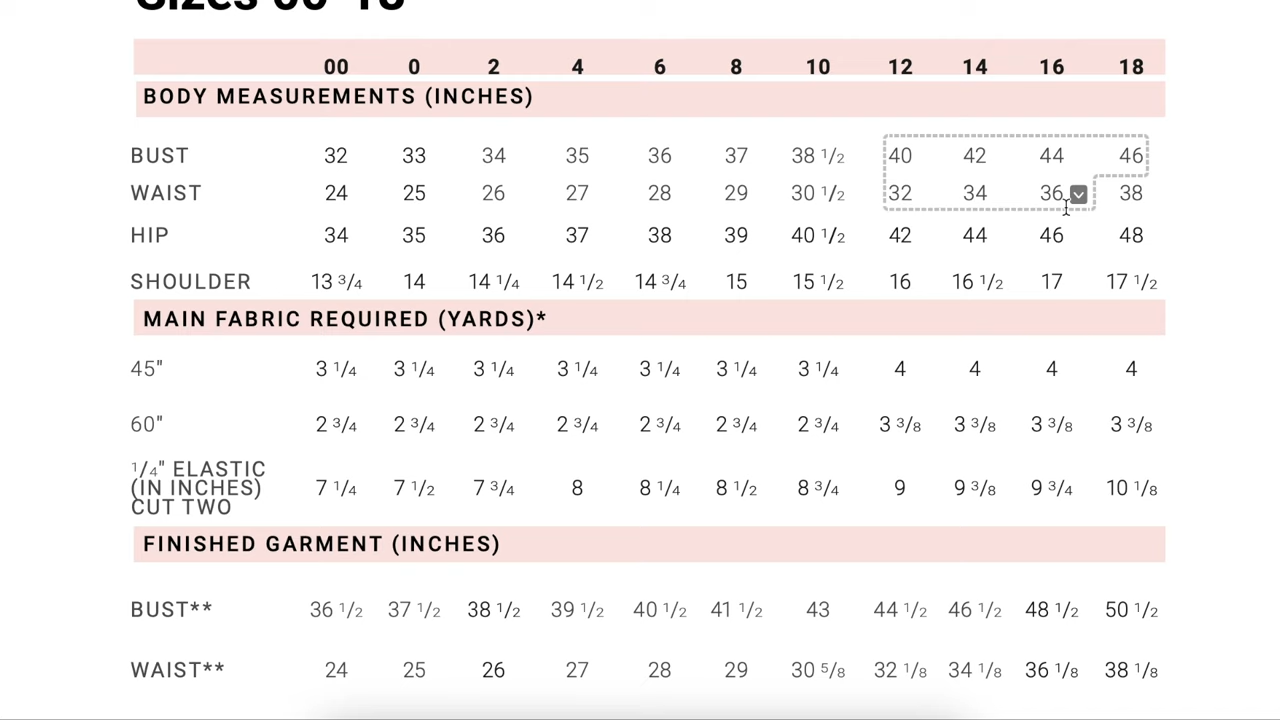 Sizes 00-18
00 0 2 4 6 8 10 12 14 16 18
BODY MEASUREMENTS (INCHES)
BUST 32 33 34 35 36 37 38 1/2 40 42 44 46
WAIST 24 25 26 27 28 29 30 1/2 32 34 36 38
HIP 34 35 36 37 38 39 40 1/2 42 44 46 48
SHOULDER 13 3/4 14 14 1/4 14 1/2 14 3/4 15 15 1/2 16 16 1/2 17 17 1/2
MAIN FABRIC REQUIRED (YARDS)*
45" 3 1/4 3 1/4 3 1/4 3 1/4 3 1/4 3 1/4 3 1/4 4 4 4 4
60" 2 3/4 2 3/4 2 3/4 2 3/4 2 3/4 2 3/4 2 3/4 3 3/8 3 3/8 3 3/8 3 3/8
1/4" ELASTIC
(IN INCHES) 7 1/4 7 1/2 7 3/4 8 8 1/4 8 1/2 8 3/4 9 9 3/8 9 3/4 10 1/8
CUT TWO
FINISHED GARMENT (INCHES)
BUST** 36 1/2 37 1/2 38 1/2 39 1/2 40 1/2 41 1/2 43 44 1/2 46 1/2 48 1/2 50 1/2
WAIST** 24 25 26 27 28 29 30 5/8 32 1/8 34 1/8 36 1/8 38 1/8